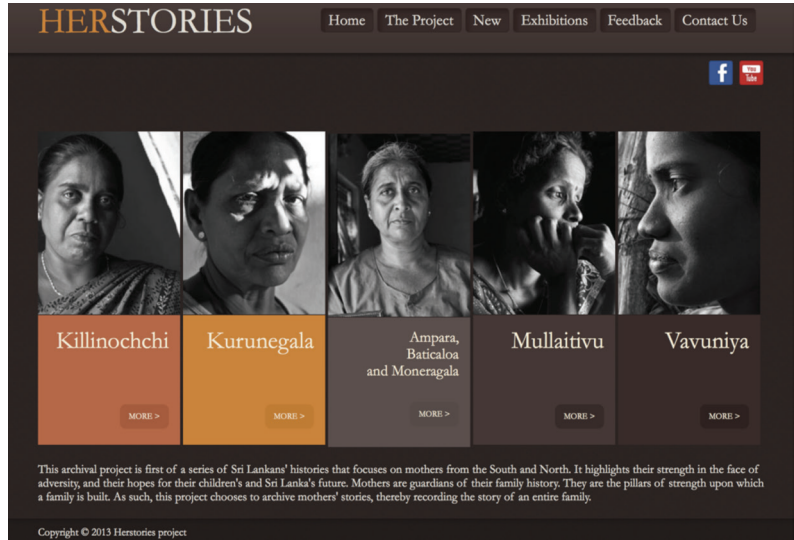 HERSTORIES
Home The Project New Exhibitions Feedback Contact Us
f You Tube
Killinochchi
Kurunegala
Ampara,
Baticaloa
and Moneragala
Mullaitivu
Vavuniya
MORE >
MORE >
MORE >
MORE >
MORE >
This archival project is first of a series of Sri Lankans' histories that focuses on mothers from the South and North. It highlights their strength in the face of
adversity, and their hopes for their children's and Sri Lanka's future. Mothers are guardians of their family history. They are the pillars of strength upon which
a family is built. As such, this project chooses to archive mothers' stories, thereby recording the story of an entire family.
Copyright © 2013 Herstories project